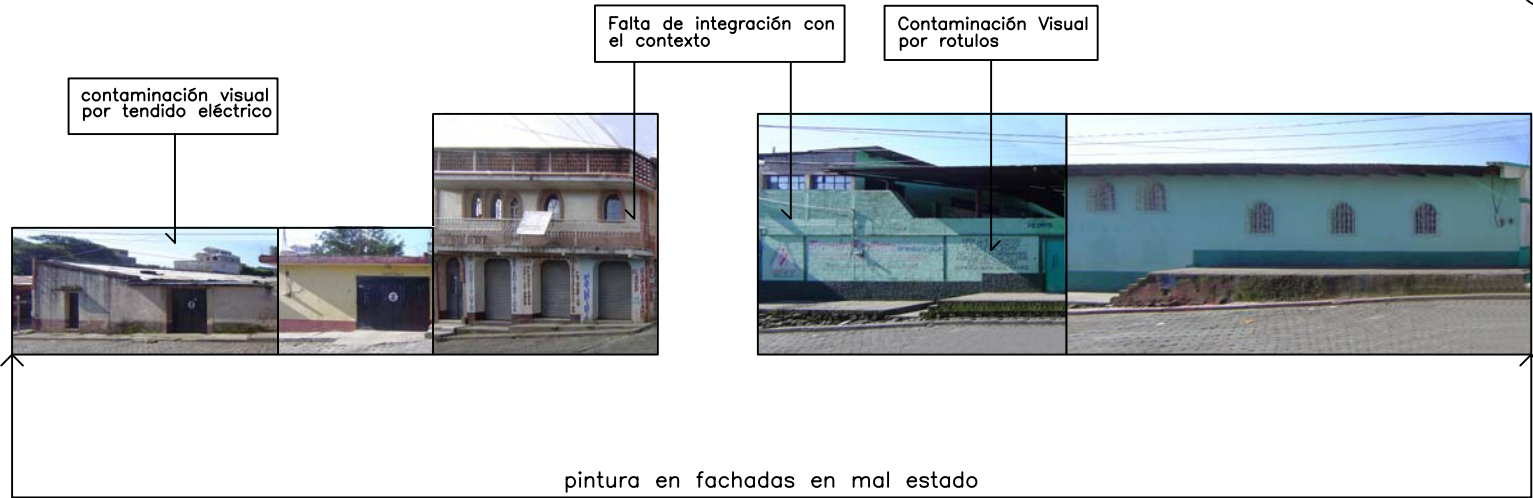 Falta de integración con
el contexto
Contaminación Visual
por rotulos
contaminación visual
por tendido eléctrico
pintura en fachadas en mal estado